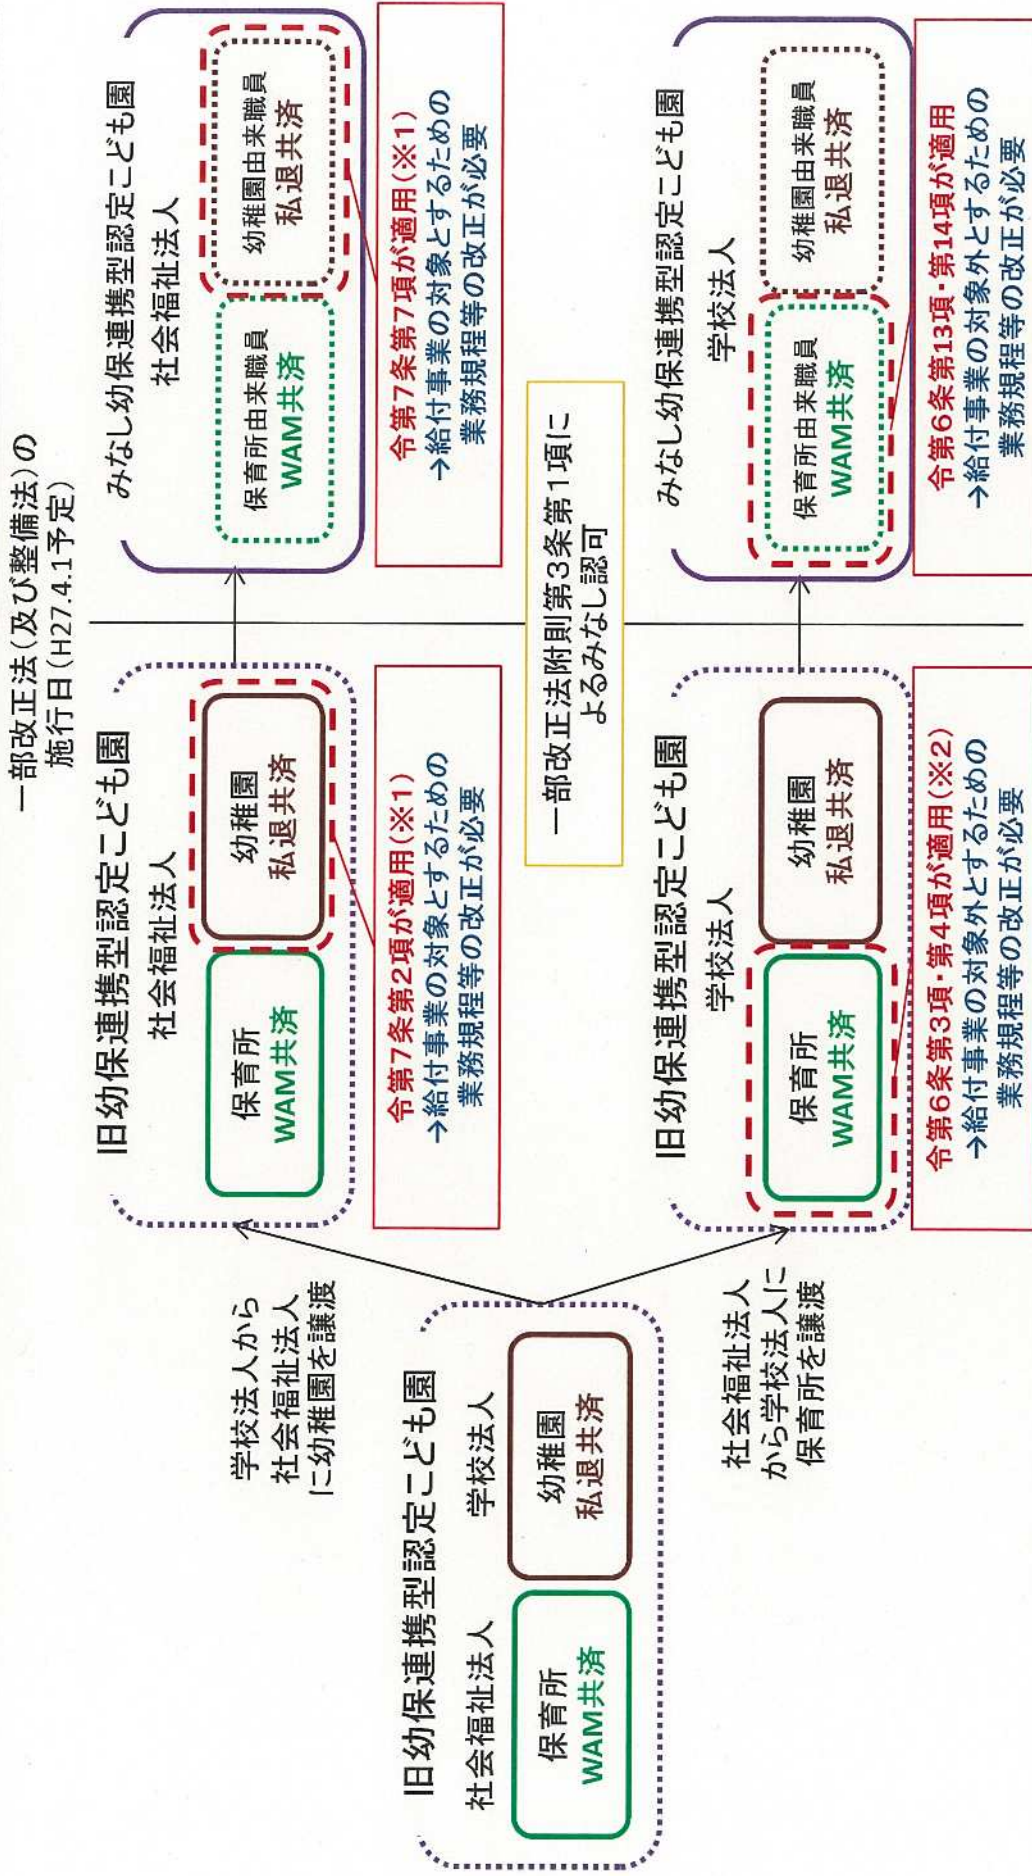 一部改正法(及び整備法)の
施行日(H27.4.1予定)
旧幼保連携型認定こども園
社会福祉法人
学校法人
保育所
WAM共済
幼稚園
私退共済
学校法人から
社会福祉法人
に幼稚園を譲渡
社会福祉法人
から学校法人に
保育所を譲渡
旧幼保連携型認定こども園
社会福祉法人
保育所
WAM共済
幼稚園
私退共済
令第7条第2項が適用(※1)
→給付事業の対象とするための
業務規程等の改正が必要
みなし幼保連携型認定こども園
社会福祉法人
保育所由来職員
WAM共済
幼稚園由来職員
私退共済
令第7条第7項が適用(※1)
→給付事業の対象とするための
業務規程等の改正が必要
一部改正法附則第3条第1項に
よるみなし認可
旧幼保連携型認定こども園
学校法人
保育所
WAM共済
幼稚園
私退共済
令第6条第3項・第4項が適用(※2)
→給付事業の対象外とするための
業務規程等の改正が必要
みなし幼保連携型認定こども園
学校法人
保育所由来職員
WAM共済
幼稚園由来職員
私退共済
令第6条第13項・第14項が適用
→給付事業の対象外とするための
業務規程等の改正が必要